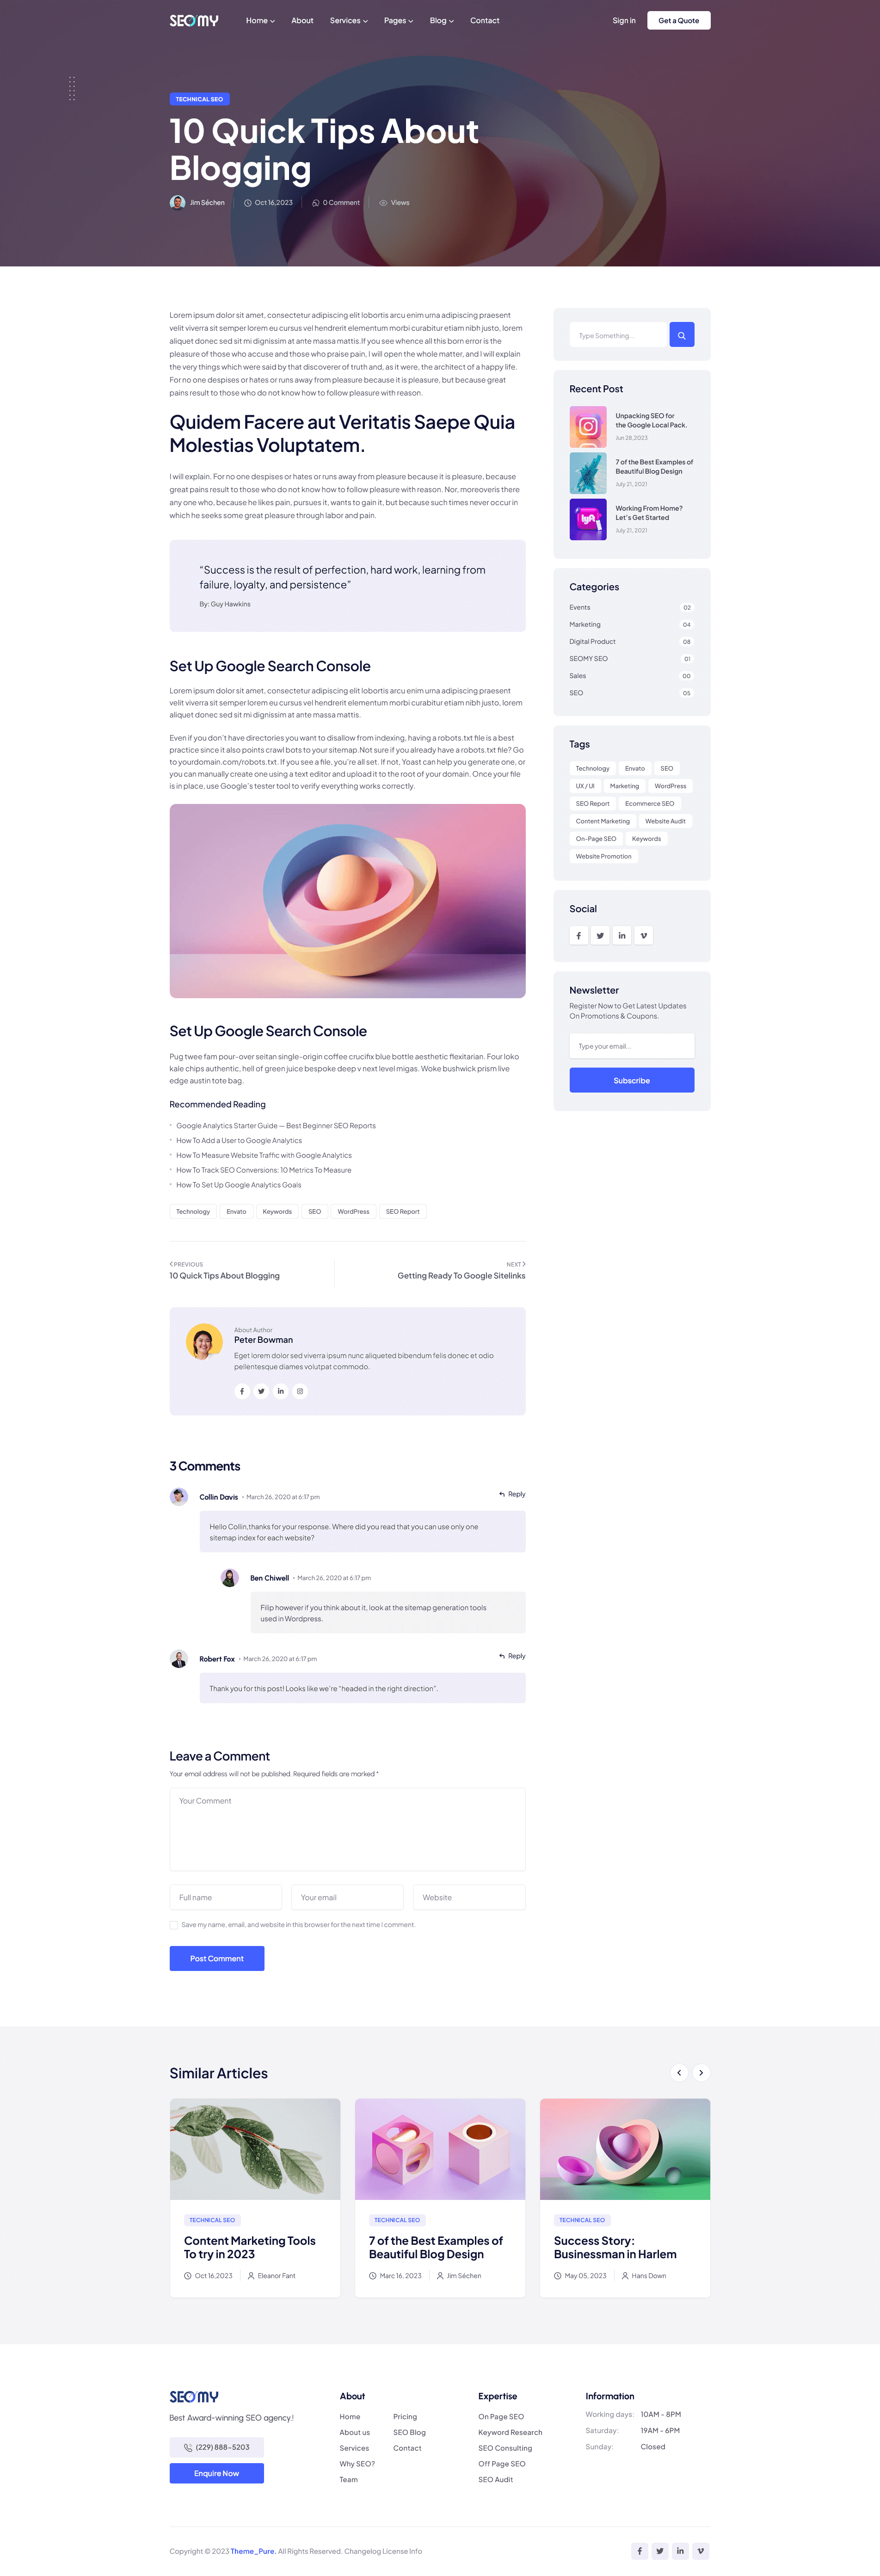 SEOMY
Home
About
Services
Pages
Blog
Contact
Sign in
Get a Quote
TECHNICAL SEO
10 Quick Tips About
Blogging
Jim Séchen
Oct 16,2023
0 Comment
Views
Lorem ipsum dolor sit amet, consectetur adipiscing elit lobortis arcu enim urna adipiscing praesent
velit viverra sit semper lorem eu cursus vel hendrerit elementum morbi curabitur etiam nibh justo, lorem
aliquet donec sed sit mi dignissim at ante massa mattis.If you see whence all this born error is the
pleasure of those who accuse and those who praise pain, I will open the whole matter, and I will explain
the very things which were said by that discoverer of truth and, as it were, the architect of a happy life.
For no one despises or hates or runs away from pleasure because it is pleasure, but because great
pains result to those who do not know how to follow pleasure with reason.
Quidem Facere aut Veritatis Saepe Quia
Molestias Voluptatem.
I will explain. For no one despises or hates or runs away from pleasure because it is pleasure, because
great pains result to those who do not know how to follow pleasure with reason. Nor, moreoveris there
any one who, because he likes pain, pursues it, wants to gain it, but because such times never occur in
which he seeks some great pleasure through labor and pain.
"Success is the result of perfection, hard work, learning from
failure, loyalty, and persistence"
By: Guy Hawkins
Set Up Google Search Console
Lorem ipsum dolor sit amet, consectetur adipiscing elit lobortis arcu enim urna adipiscing praesent
velit viverra sit semper lorem eu cursus vel hendrerit elementum morbi curabitur etiam nibh justo, lorem
aliquet donec sed sit mi dignissim at ante massa mattis.
Even if you don't have directories you want to disallow from indexing, having a robots.txt file is a best
practice since it also points crawl bots to your sitemap.Not sure if you already have a robots.txt file? Go
to yourdomain.com/robots.txt. If you see a file, you're all set. If not, Yoast can help you generate one, or
you can manually create one using a text editor and upload it to the root of your domain. Once your file
is in place, use Google's tester tool to verify everything works correctly.
Set Up Google Search Console
Pug twee fam pour-over seitan single-origin coffee crucifix blue bottle aesthetic flexitarian. Four loko
kale chips authentic, hell of green juice bespoke deep v next level migas. Woke bushwick prism live
edge austin tote bag.
Recommended Reading
Google Analytics Starter Guide — Best Beginner SEO Reports
How To Add a User to Google Analytics
How To Measure Website Traffic with Google Analytics
How To Track SEO Conversions: 10 Metrics To Measure
How To Set Up Google Analytics Goals
Technology
Envato
Keywords
SEO
WordPress
SEO Report
PREVIOUS
10 Quick Tips About Blogging
NEXT
Getting Ready To Google Sitelinks
About Author
Peter Bowman
Eget lorem dolor sed viverra ipsum nunc aliqueted bibendum felis donec et odio
pellentesque diames volutpat commodo.
3 Comments
Collin Davis
• March 26, 2020 at 6:17 pm
Reply
Hello Collin,thanks for your response. Where did you read that you can use only one
sitemap index for each website?
Ben Chiwell
• March 26, 2020 at 6:17 pm
Filip however if you think about it, look at the sitemap generation tools
used in Wordpress.
Robert Fox
• March 26, 2020 at 6:17 pm
Reply
Thank you for this post! Looks like we're "headed in the right direction".
Leave a Comment
Your email address will not be published. Required fields are marked *
Your Comment
Full name
Your email
Website
Save my name, email, and website in this browser for the next time I comment.
Post Comment
Type Something...
Recent Post
Unpacking SEO for
the Google Local Pack.
Jun 28,2023
7 of the Best Examples of
Beautiful Blog Design
July 21, 2021
Lyft
Working From Home?
Let's Get Started
July 21, 2021
Categories
Events 02
Marketing 04
Digital Product 08
SEOMY SEO 01
Sales 00
SEO 05
Tags
Technology
Envato
SEO
UX / UI
Marketing
WordPress
SEO Report
Ecommerce SEO
Content Marketing
Website Audit
On-Page SEO
Keywords
Website Promotion
Social
Newsletter
Register Now to Get Latest Updates
On Promotions & Coupons.
Type your email...
Subscribe
Similar Articles
TECHNICAL SEO
Content Marketing Tools
To try in 2023
Oct 16,2023
Eleanor Fant
TECHNICAL SEO
7 of the Best Examples of
Beautiful Blog Design
Marc 16, 2023
Jim Séchen
TECHNICAL SEO
Success Story:
Businessman in Harlem
May 05, 2023
Hans Down
SEOMY
Best Award-winning SEO agency.!
(229) 888-5203
Enquire Now
About
Home
About us
Services
Why SEO?
Team
Pricing
SEO Blog
Contact
Expertise
On Page SEO
Keyword Research
SEO Consulting
Off Page SEO
SEO Audit
Information
Working days: 10AM - 8PM
Saturday: 19AM - 6PM
Sunday: Closed
Copyright © 2023 Theme_Pure. All Rights Reserved. Changelog License Info